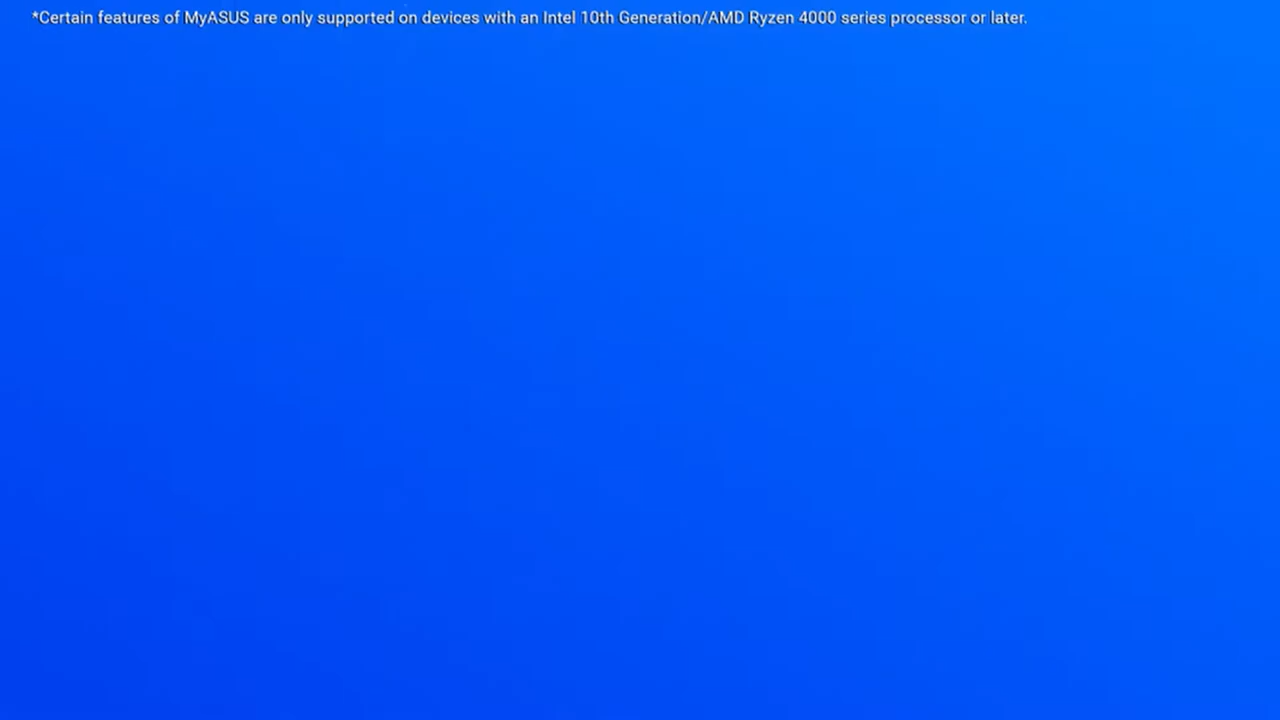 *Certain features of MyASUS are only supported on devices with an Intel 10th Generation/AMD Ryzen 4000 series processor or later.